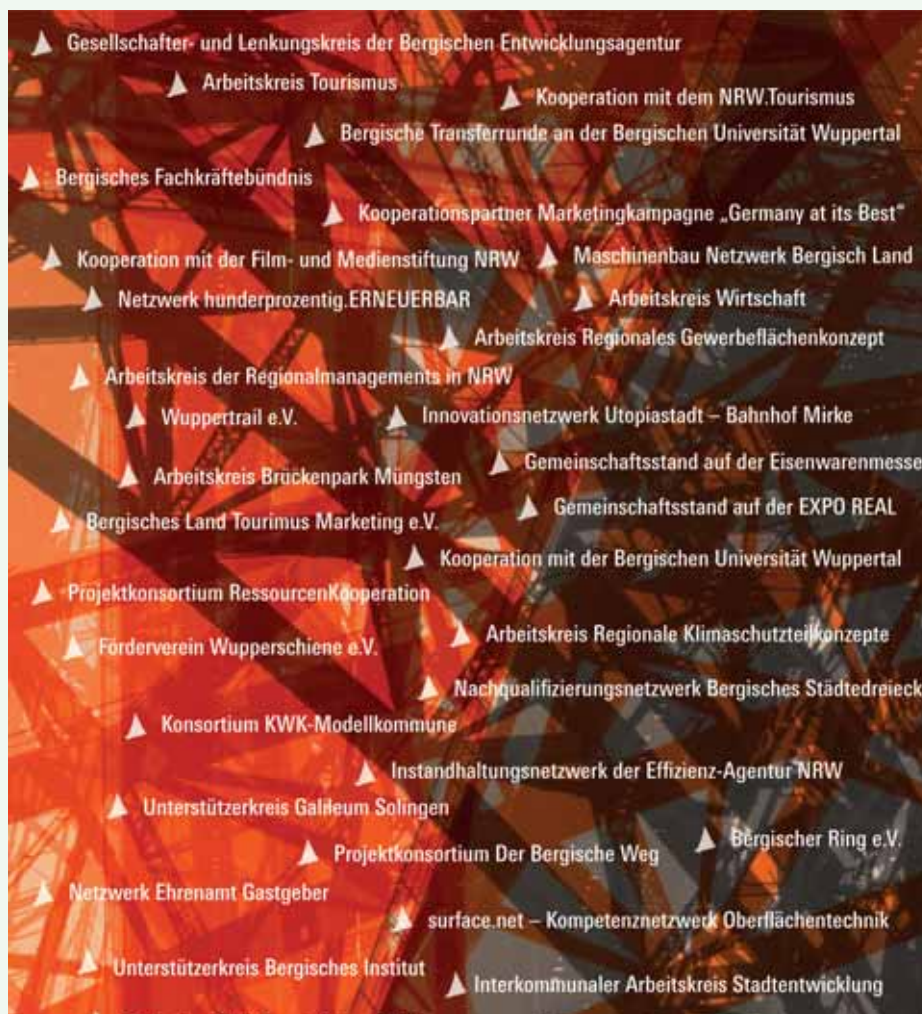 Gesellschafter- und Lenkungskreis der Bergischen Entwicklungsagentur
Arbeitskreis Tourismus
Kooperation mit dem NRW.Tourismus
Bergische Transferrunde an der Bergischen Universität Wuppertal
Bergisches Fachkräftebündnis
Kooperationspartner Marketingkampagne „Germany at its Best“
Kooperation mit der Film- und Medienstiftung NRW
Maschinenbau Netzwerk Bergisch Land
Netzwerk hunderprozentig.ERNEUERBAR
Arbeitskreis Wirtschaft
Arbeitskreis Regionales Gewerbeflächenkonzept
Arbeitskreis der Regionalmanagements in NRW
Wuppertrail e.V.
Innovationsnetzwerk Utopiastadt – Bahnhof Mirke
Gemeinschaftsstand auf der Eisenwarenmesse
Arbeitskreis Brückenpark Müngsten
Gemeinschaftsstand auf der EXPO REAL
Bergisches Land Tourimus Marketing e.V.
Kooperation mit der Bergischen Universität Wuppertal
Projektkonsortium RessourcenKooperation
Arbeitskreis Regionale Klimaschutzteilkonzepte
Förderverein Wupperschiene e.V.
Nachqualifizierungsnetzwerk Bergisches Städtedreieck
Konsortium KWK-Modellkommune
Instandhaltungsnetzwerk der Effizienz-Agentur NRW
Unterstützerkreis Galileum Solingen
Bergischer Ring e.V.
Projektkonsortium Der Bergische Weg
Netzwerk Ehrenamt Gastgeber
surface.net – Kompetenznetzwerk Oberflächentechnik
Unterstützerkreis Bergisches Institut
Interkommunaler Arbeitskreis Stadtentwicklung